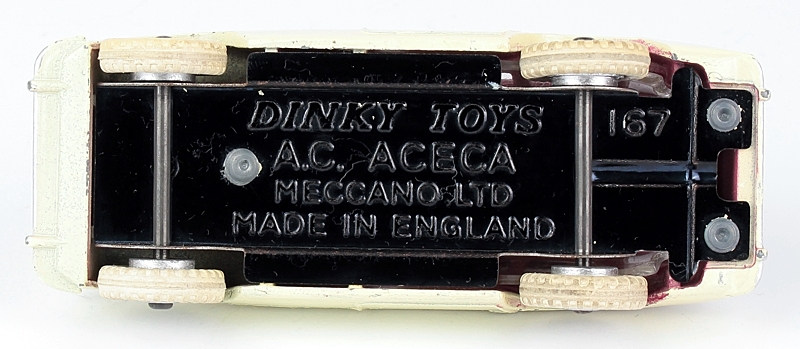 DINKY TOYS
167
A.C. ACECA
MECCANO LTD
MADE IN ENGLAND